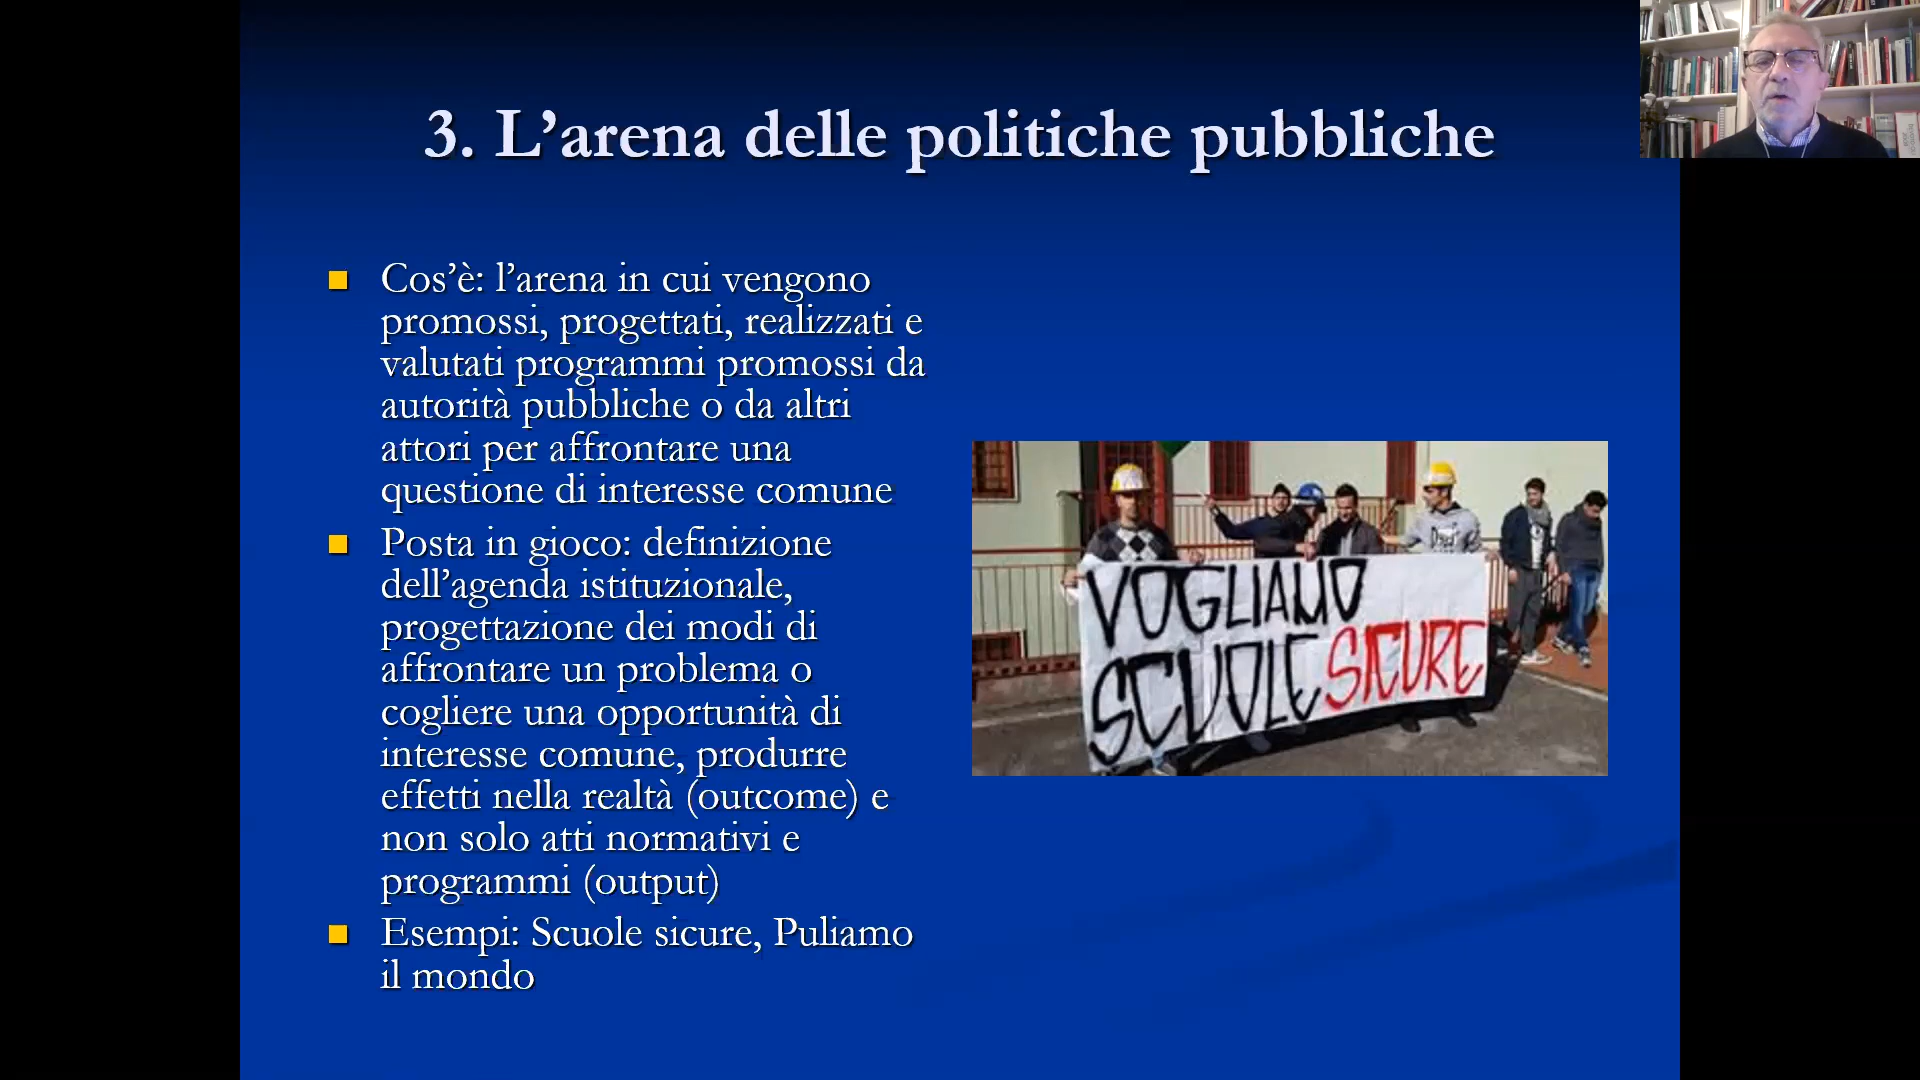 3. L’arena delle politiche pubbliche
Cos’è: l’arena in cui vengono
promossi, progettati, realizzati e
valutati programmi promossi da
autorità pubbliche o da altri
attori per affrontare una
questione di interesse comune
Posta in gioco: definizione
dell’agenda istituzionale,
progettazione dei modi di
affrontare un problema o
cogliere una opportunità di
interesse comune, produrre
effetti nella realtà (outcome) e
non solo atti normativi e
programmi (output)
Esempi: Scuole sicure, Puliamo
il mondo
VOGLIAMO
SCUOLE SICURE